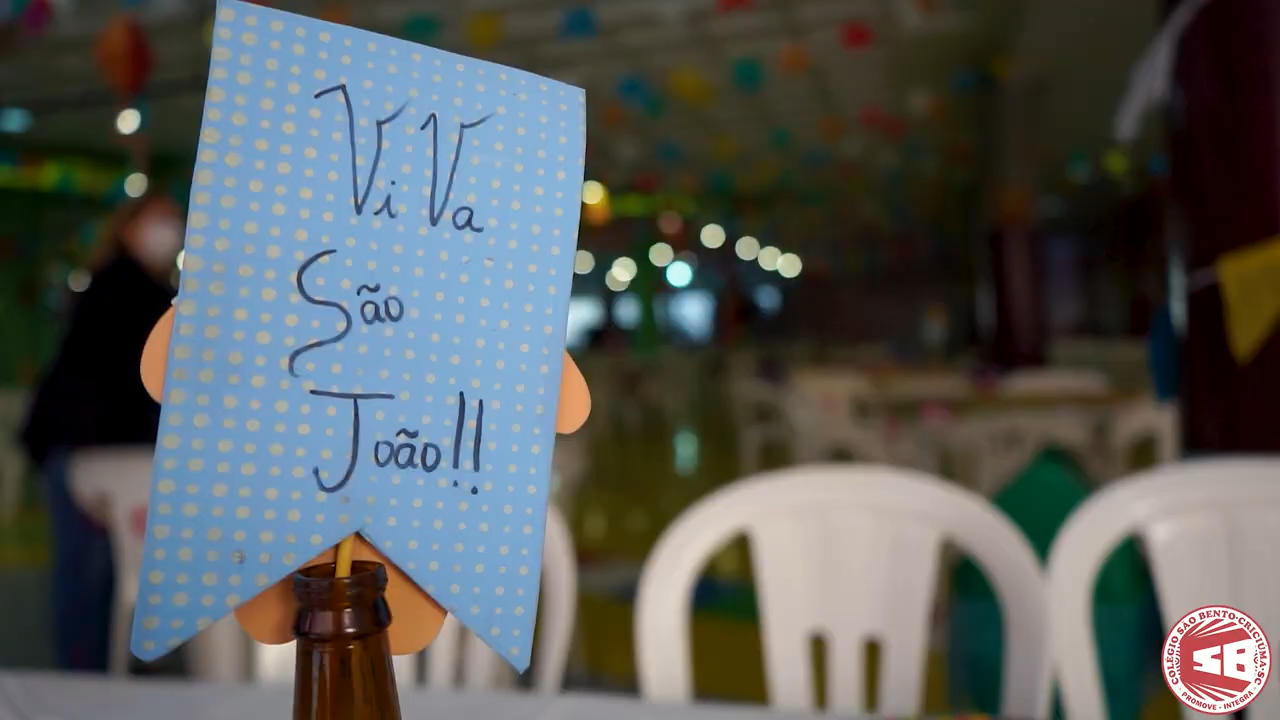 ViVa
São
João!!
COLÉGIO SÃO BENTO-CRICIÚMA-SC
SB
PROMOVE - INTEGRA